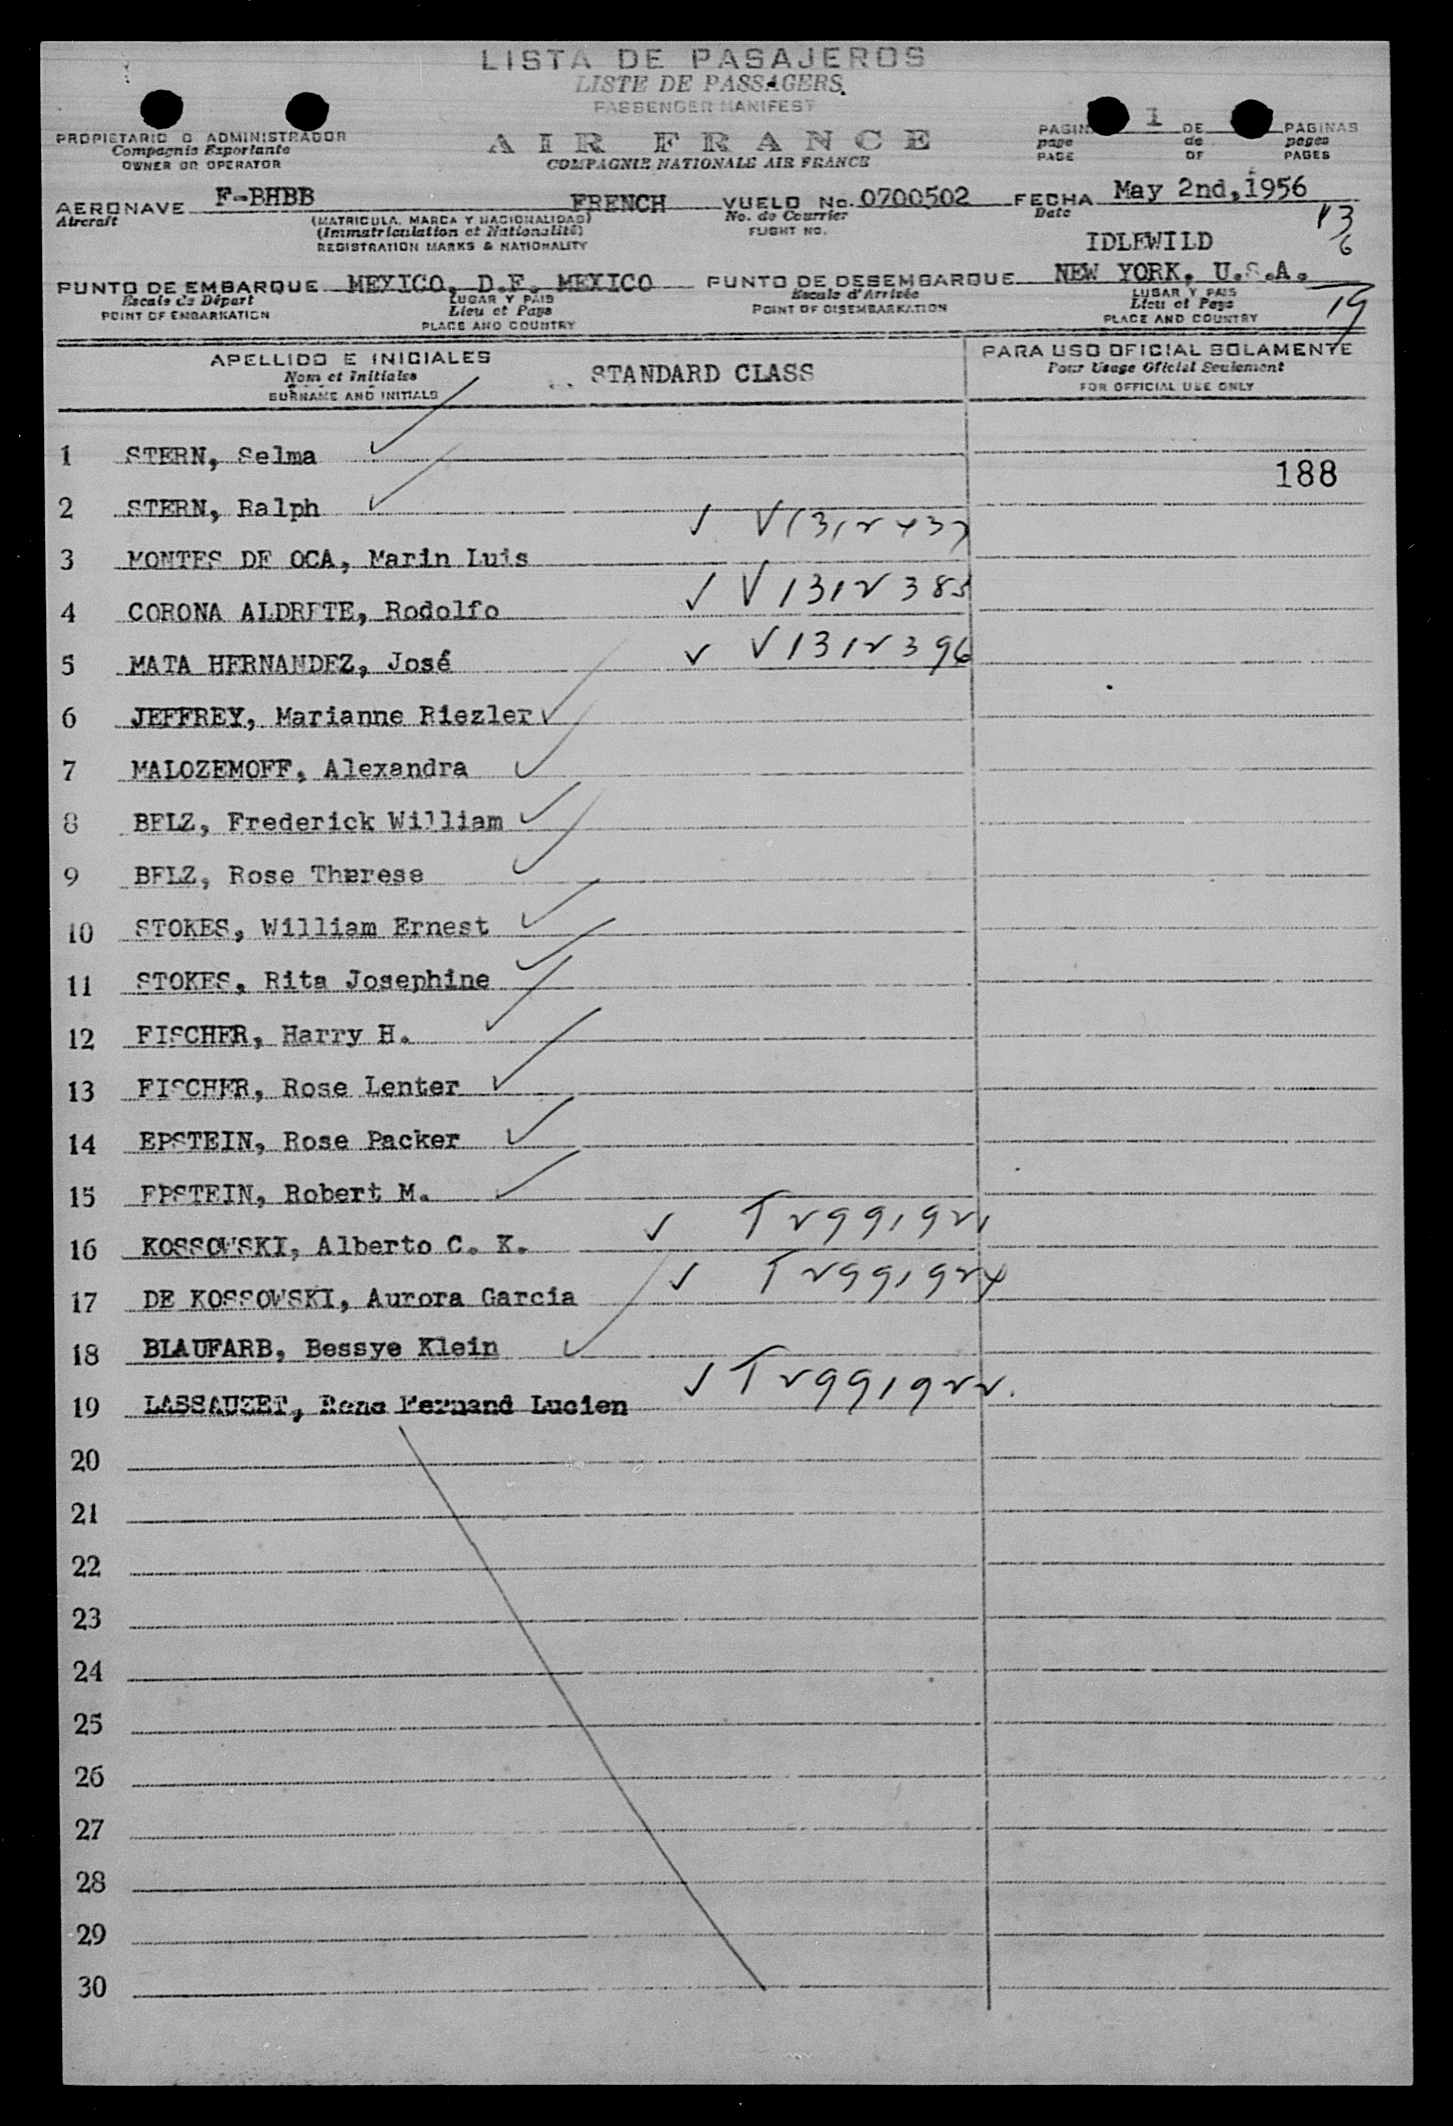 LISTA DE PASAJEROS
LISTE DE PASSAGERS
PASSENGER MANIFEST
PROPIETARIO O ADMINISTRADOR
Compagnie Exportante
OWNER OR OPERATOR
AIR FRANCE
COMPAGNIE NATIONALE AIR FRANCE
PAGINA 1 DE PAGINAS
page de pages
PAGE OF PAGES
AERONAVE F-BHBB FRENCH VUELO No. 0700502 FECHA May 2nd,1956
Aircraft (MATRICULA, MARCA Y NACIONALIDAD) No. de Courrier Date
(Immatriculation et Nationalité) FLIGHT NO.
REGISTRATION MARKS & NATIONALITY
13
6
19
IDLEWILD
PUNTO DE EMBARQUE MEXICO, D.F. MEXICO PUNTO DE DESEMBARQUE NEW YORK, U.S.A.
Escale de Départ LUGAR Y PAIS Escale d'Arrivée LUGAR Y PAIS
POINT OF EMBARKATION Lieu et Pays POINT OF DISEMBARKATION Lieu et Pays
PLACE AND COUNTRY PLACE AND COUNTRY
APELLIDO E INICIALES STANDARD CLASS PARA USO OFICIAL SOLAMENTE
Nom et Initiales Pour Usage Oficiel Seulement
SURNAME AND INITIALS FOR OFFICIAL USE ONLY
1 STERN, Selma
188
2 STERN, Ralph
3 MONTES DE OCA, Marin Luis V1312437
4 CORONA ALDRETE, Rodolfo V1312385
5 MATA HERNANDEZ, José V1312396
6 JEFFREY, Marianne Riezler
7 MALOZEMOFF, Alexandra
8 BELZ, Frederick William
9 BELZ, Rose Therese
10 STOKES, William Ernest
11 STOKES, Rita Josephine
12 FISCHER, Harry H.
13 FISCHER, Rose Lenter
14 EPSTEIN, Rose Packer
15 EPSTEIN, Robert M.
16 KOSSOWSKI, Alberto C. K. T2991921
17 DE KOSSOWSKI, Aurora Garcia T2991924
18 BLAUFARB, Bessye Klein
19 LASSAUZET, Rene Fernand Lucien T2991922
20
21
22
23
24
25
26
27
28
29
30